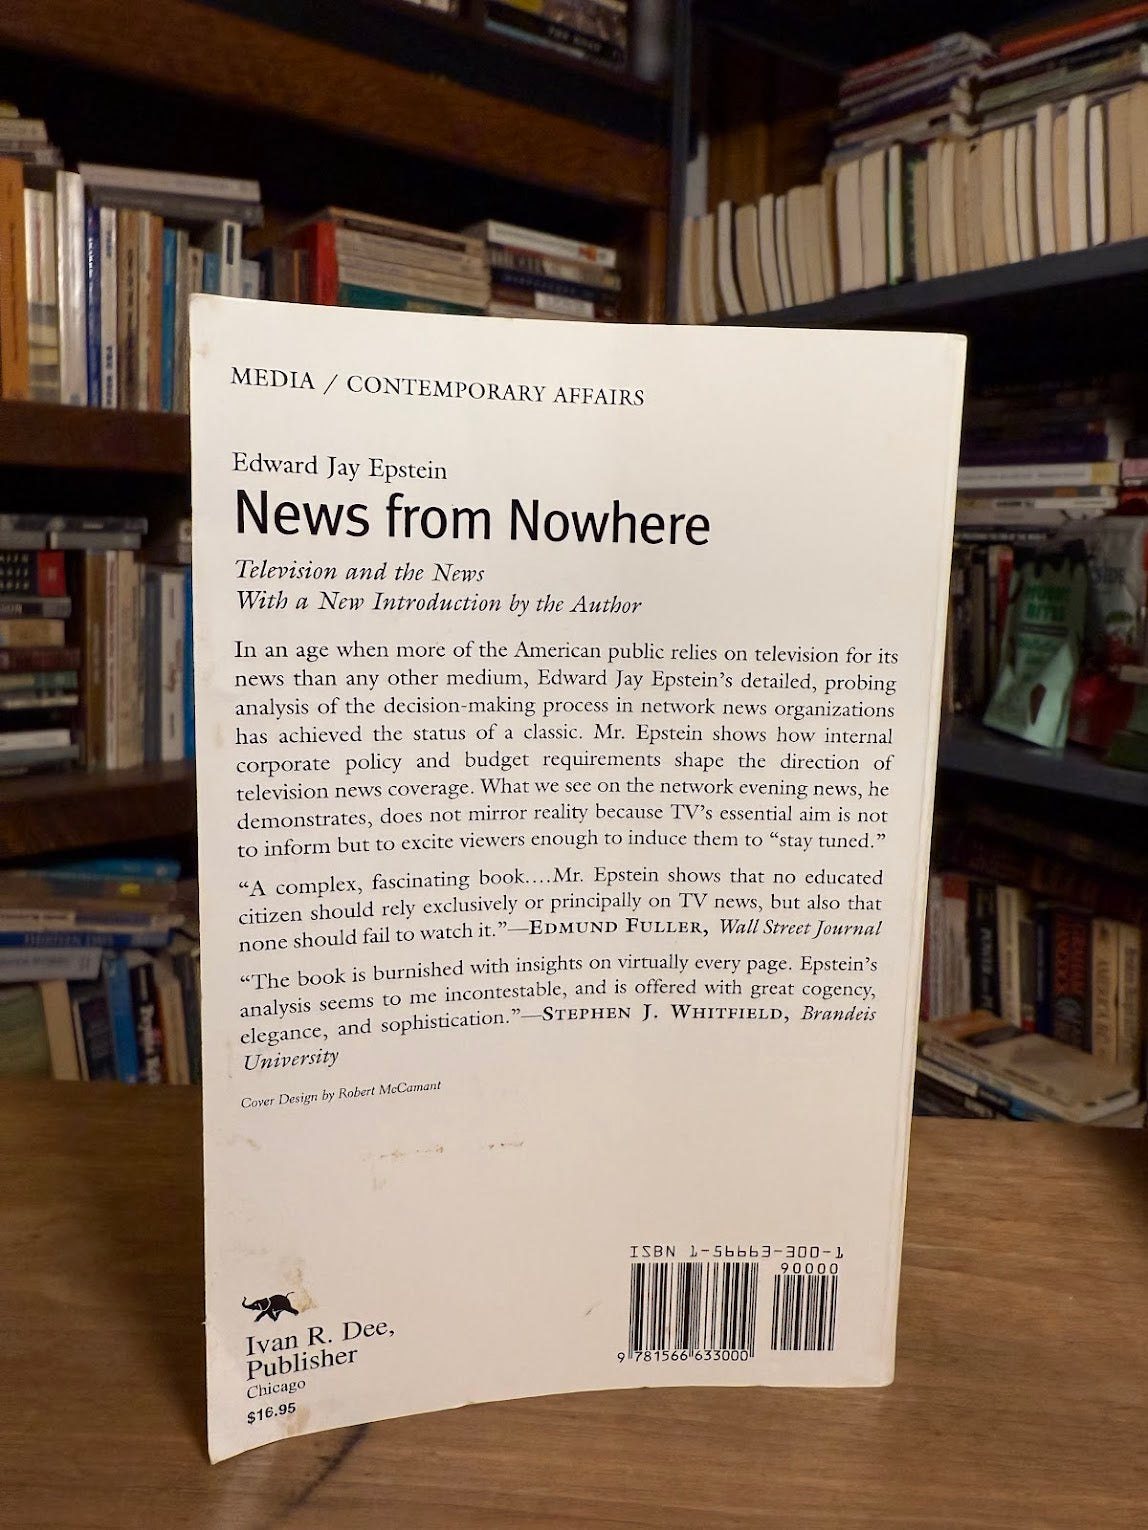 MEDIA / CONTEMPORARY AFFAIRS
Edward Jay Epstein
News from Nowhere
Television and the News
With a New Introduction by the Author
In an age when more of the American public relies on television for its
news than any other medium, Edward Jay Epstein's detailed, probing
analysis of the decision-making process in network news organizations
has achieved the status of a classic. Mr. Epstein shows how internal
corporate policy and budget requirements shape the direction of
television news coverage. What we see on the network evening news, he
demonstrates, does not mirror reality because TV's essential aim is not
to inform but to excite viewers enough to induce them to “stay tuned.”
“A complex, fascinating book....Mr. Epstein shows that no educated
citizen should rely exclusively or principally on TV news, but also that
none should fail to watch it.”—EDMUND FULLER, Wall Street Journal
“The book is burnished with insights on virtually every page. Epstein's
analysis seems to me incontestable, and is offered with great cogency,
elegance, and sophistication.”—STEPHEN J. WHITFIELD, Brandeis
University
Cover Design by Robert McCamant
ISBN 1-56663-300-1
90000
9 781566 633000
Ivan R. Dee,
Publisher
Chicago
$16.95